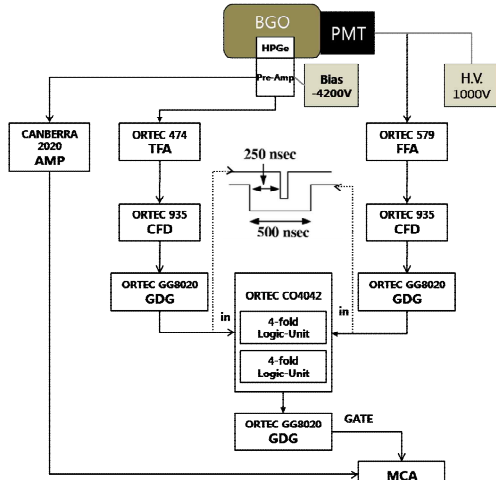 BGO
PMT
HPGe
Pre-Amp
Bias
-4200V
H.V.
1000V
CANBERRA
2020
AMP
ORTEC 474
TFA
ORTEC 579
FFA
250 nsec
500 nsec
ORTEC 935
CFD
ORTEC 935
CFD
ORTEC GG8020
GDG
ORTEC CO4042
ORTEC GG8020
GDG
in
in
4-fold
Logic-Unit
4-fold
Logic-Unit
ORTEC GG8020
GDG
GATE
MCA